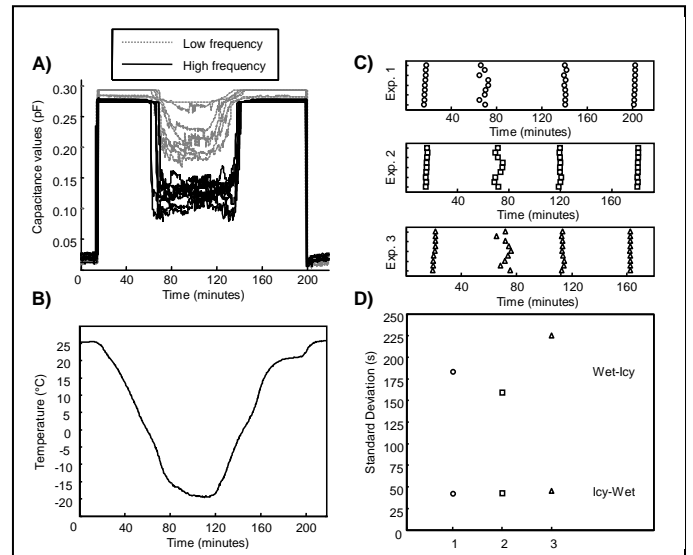 Low frequency
High frequency
A)
0.30
0.25
0.20
0.15
0.10
0.05
Capacitance values (pF)
0 40 80 120 160 200
Time (minutes)
B)
25
15
5
0
-5
-10
-15
-20
Temperature (°C)
0 40 80 120 160 200
Time (minutes)
C)
Exp. 1
40 80 120 160 200
Time (minutes)
Exp. 2
40 80 120 160
Time (minutes)
Exp. 3
40 80 120 160
Time (minutes)
D)
250
225
200
175
150
125
100
75
50
25
0
Standard Deviation (s)
Wet-Icy
Icy-Wet
1 2 3